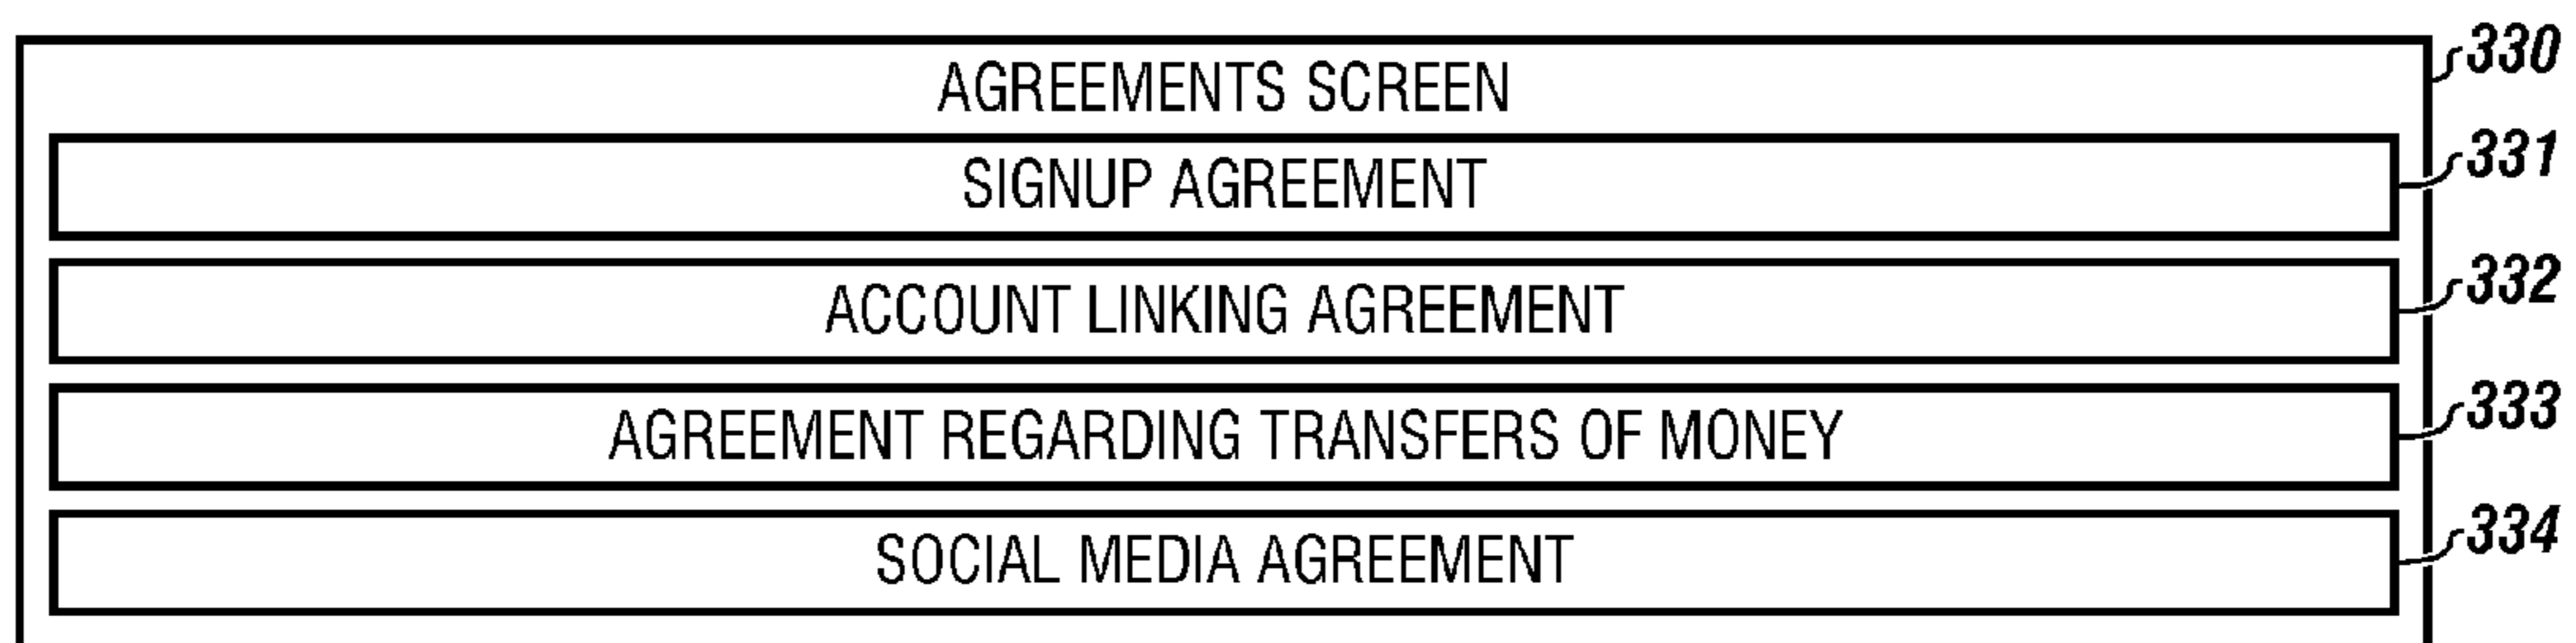 AGREEMENTS SCREEN 330
SIGNUP AGREEMENT 331
ACCOUNT LINKING AGREEMENT 332
AGREEMENT REGARDING TRANSFERS OF MONEY 333
SOCIAL MEDIA AGREEMENT 334